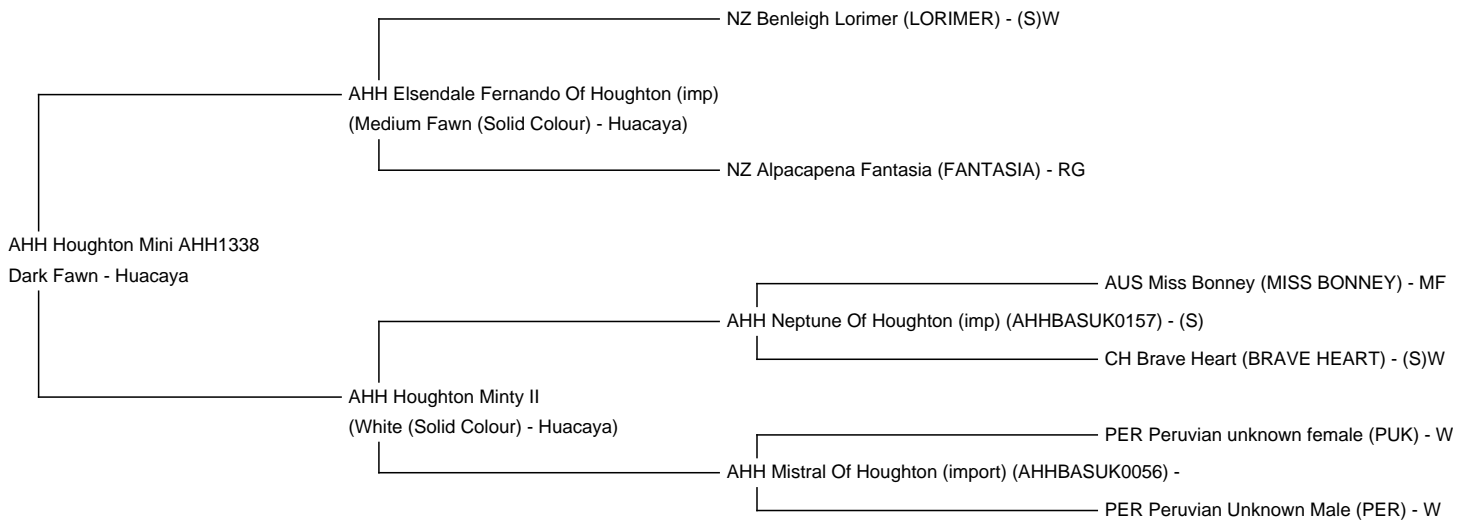 NZ Benleigh Lorimer (LORIMER) - (S)W
AHH Elsendale Fernando Of Houghton (imp)
(Medium Fawn (Solid Colour) - Huacaya)
NZ Alpacapena Fantasia (FANTASIA) - RG
AHH Houghton Mini AHH1338
Dark Fawn - Huacaya
AUS Miss Bonney (MISS BONNEY) - MF
AHH Neptune Of Houghton (imp) (AHHBASUK0157) - (S)
CH Brave Heart (BRAVE HEART) - (S)W
AHH Houghton Minty II
(White (Solid Colour) - Huacaya)
PER Peruvian unknown female (PUK) - W
AHH Mistral Of Houghton (import) (AHHBASUK0056) -
PER Peruvian Unknown Male (PER) - W